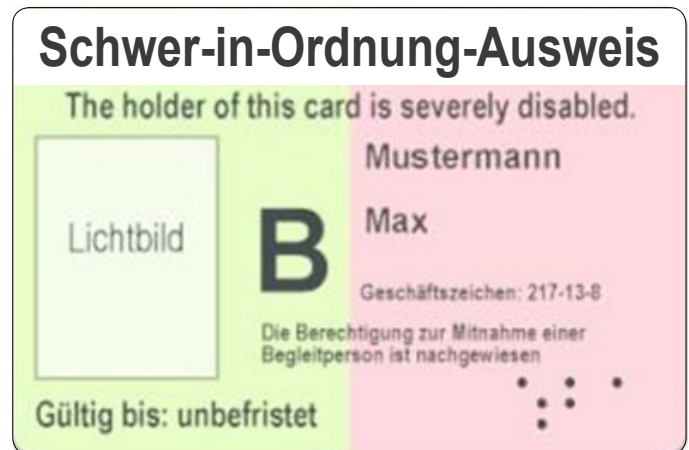 Schwer-in-Ordnung-Ausweis
The holder of this card is severely disabled.
Mustermann
Lichtbild
B
Max
Geschäftszeichen: 217-13-8
Die Berechtigung zur Mitnahme einer
Begleitperson ist nachgewiesen
Gültig bis: unbefristet